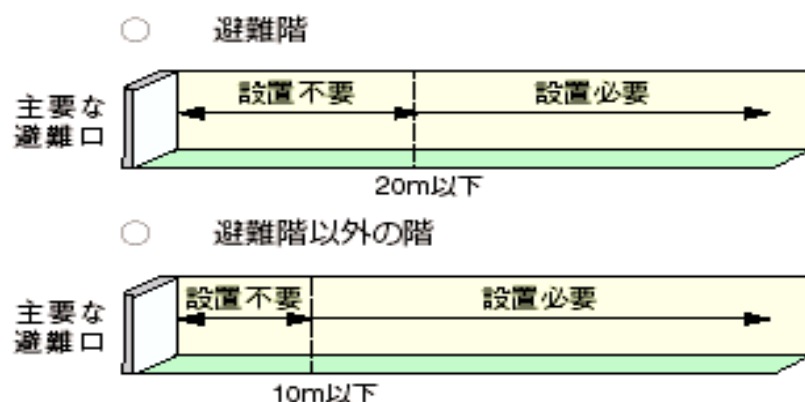 ○ 避難階
主要な
避難口
設置不要
設置必要
20m以下
○ 避難階以外の階
主要な
避難口
設置不要
設置必要
10m以下